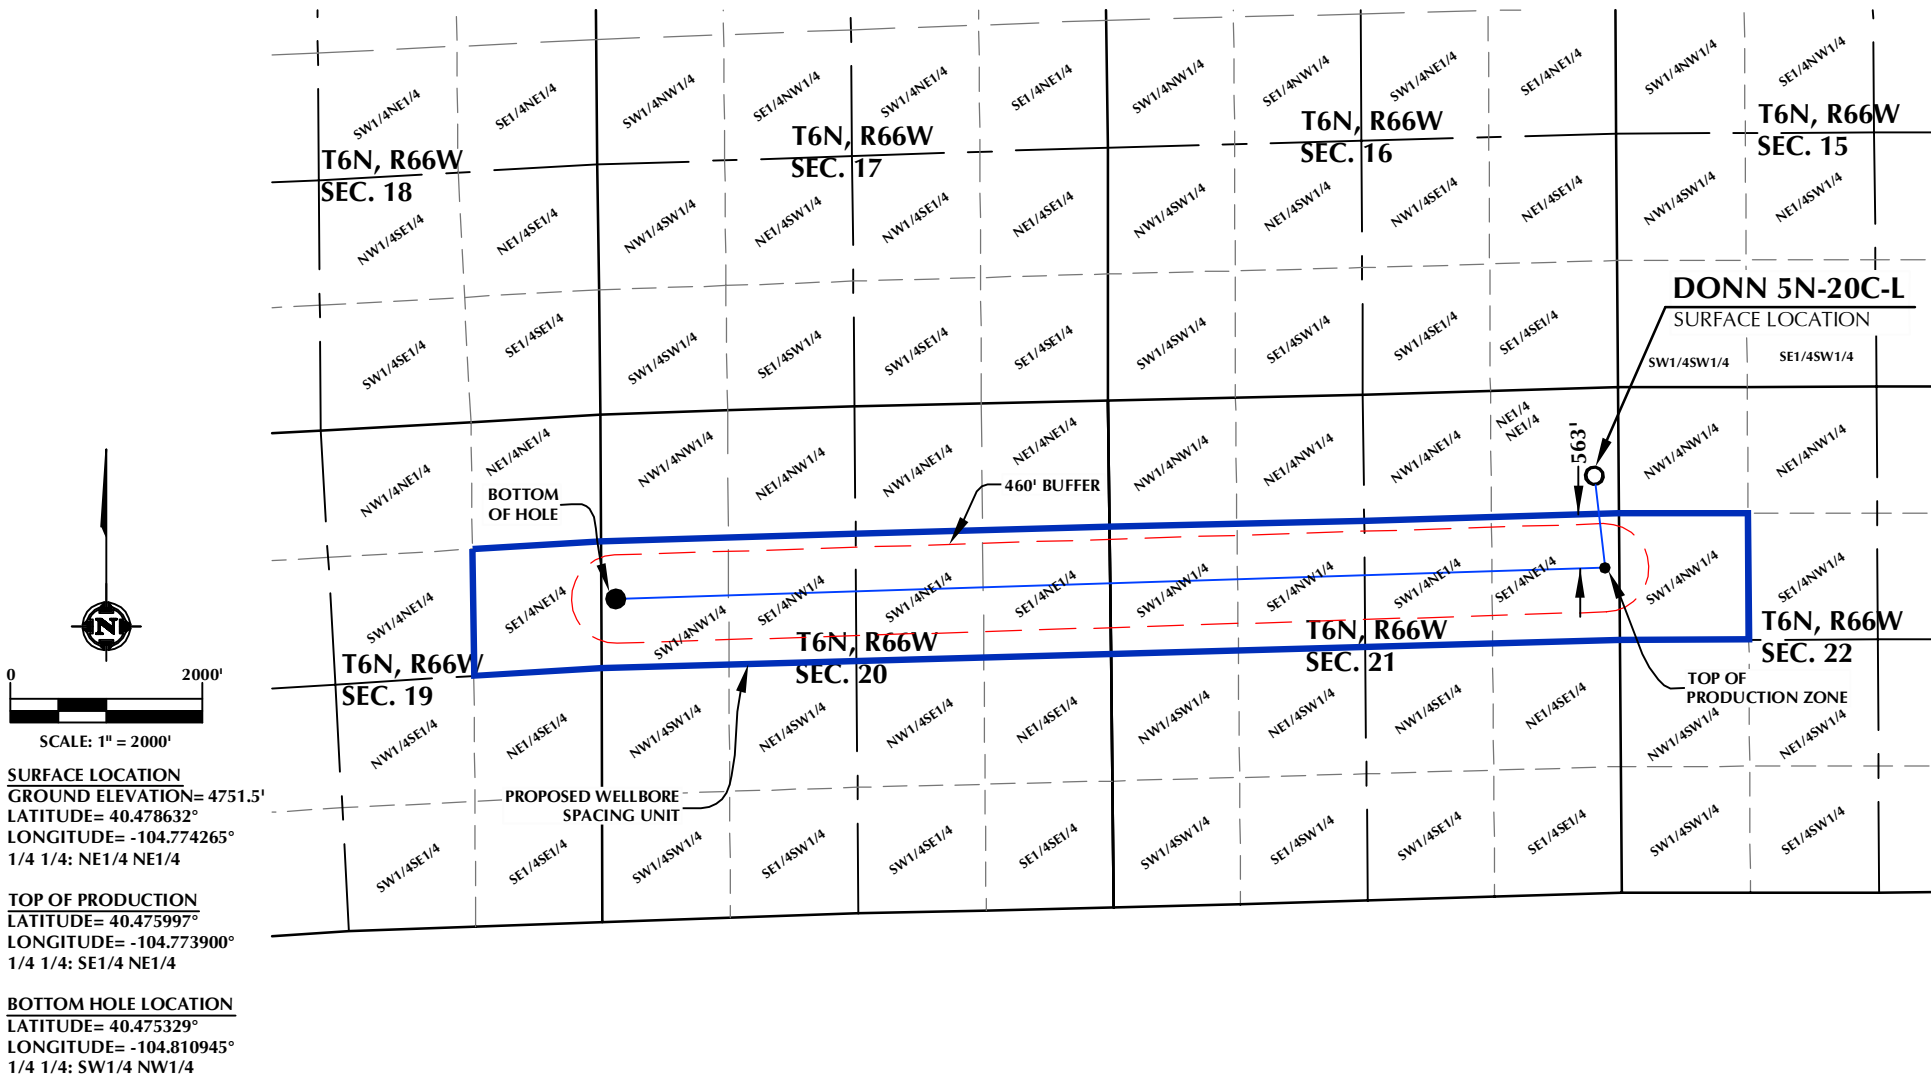 SW1/4NE1/4
SE1/4NE1/4
SW1/4NW1/4
SE1/4NW1/4
SW1/4NE1/4
SE1/4NE1/4
SW1/4NW1/4
SE1/4NW1/4
SW1/4NE1/4
SE1/4NE1/4
SW1/4NW1/4
SE1/4NW1/4
T6N, R66W
SEC. 18
T6N, R66W
SEC. 17
T6N, R66W
SEC. 16
T6N, R66W
SEC. 15
NW1/4SE1/4
NE1/4SE1/4
NW1/4SW1/4
NE1/4SW1/4
NW1/4SE1/4
NE1/4SE1/4
NW1/4SW1/4
NE1/4SW1/4
NW1/4SE1/4
NE1/4SE1/4
NW1/4SW1/4
NE1/4SW1/4
DONN 5N-20C-L
SURFACE LOCATION
SW1/4SE1/4
SE1/4SE1/4
SW1/4SW1/4
SE1/4SW1/4
SW1/4SE1/4
SE1/4SE1/4
SW1/4SW1/4
SE1/4SW1/4
SW1/4SE1/4
SE1/4SE1/4
SW1/4SW1/4
SE1/4SW1/4
NW1/4NE1/4
NE1/4NE1/4
NW1/4NW1/4
NE1/4NW1/4
NW1/4NE1/4
NE1/4NE1/4
NW1/4NW1/4
NE1/4NW1/4
NW1/4NE1/4
NE1/4
NE1/4
563'
NW1/4NW1/4
NE1/4NW1/4
BOTTOM
OF HOLE
460' BUFFER
SW1/4NE1/4
SE1/4NE1/4
SW1/4NW1/4
SE1/4NW1/4
SW1/4NE1/4
SE1/4NE1/4
SW1/4NW1/4
SE1/4NW1/4
SW1/4NE1/4
SE1/4NE1/4
SW1/4NW1/4
SE1/4NW1/4
T6N, R66W
SEC. 19
T6N, R66W
SEC. 20
T6N, R66W
SEC. 21
T6N, R66W
SEC. 22
TOP OF
PRODUCTION ZONE
NW1/4SE1/4
NE1/4SE1/4
NW1/4SW1/4
NE1/4SW1/4
NW1/4SE1/4
NE1/4SE1/4
NW1/4SW1/4
NE1/4SW1/4
NW1/4SE1/4
NE1/4SE1/4
NW1/4SW1/4
NE1/4SW1/4
PROPOSED WELLBORE
SPACING UNIT
SW1/4SE1/4
SE1/4SE1/4
SW1/4SW1/4
SE1/4SW1/4
SW1/4SE1/4
SE1/4SE1/4
SW1/4SW1/4
SE1/4SW1/4
SW1/4SE1/4
SE1/4SE1/4
SW1/4SW1/4
SE1/4SW1/4
N
0 2000'
SCALE: 1" = 2000'
SURFACE LOCATION
GROUND ELEVATION= 4751.5'
LATITUDE= 40.478632°
LONGITUDE= -104.774265°
1/4 1/4: NE1/4 NE1/4
TOP OF PRODUCTION
LATITUDE= 40.475997°
LONGITUDE= -104.773900°
1/4 1/4: SE1/4 NE1/4
BOTTOM HOLE LOCATION
LATITUDE= 40.475329°
LONGITUDE= -104.810945°
1/4 1/4: SW1/4 NW1/4